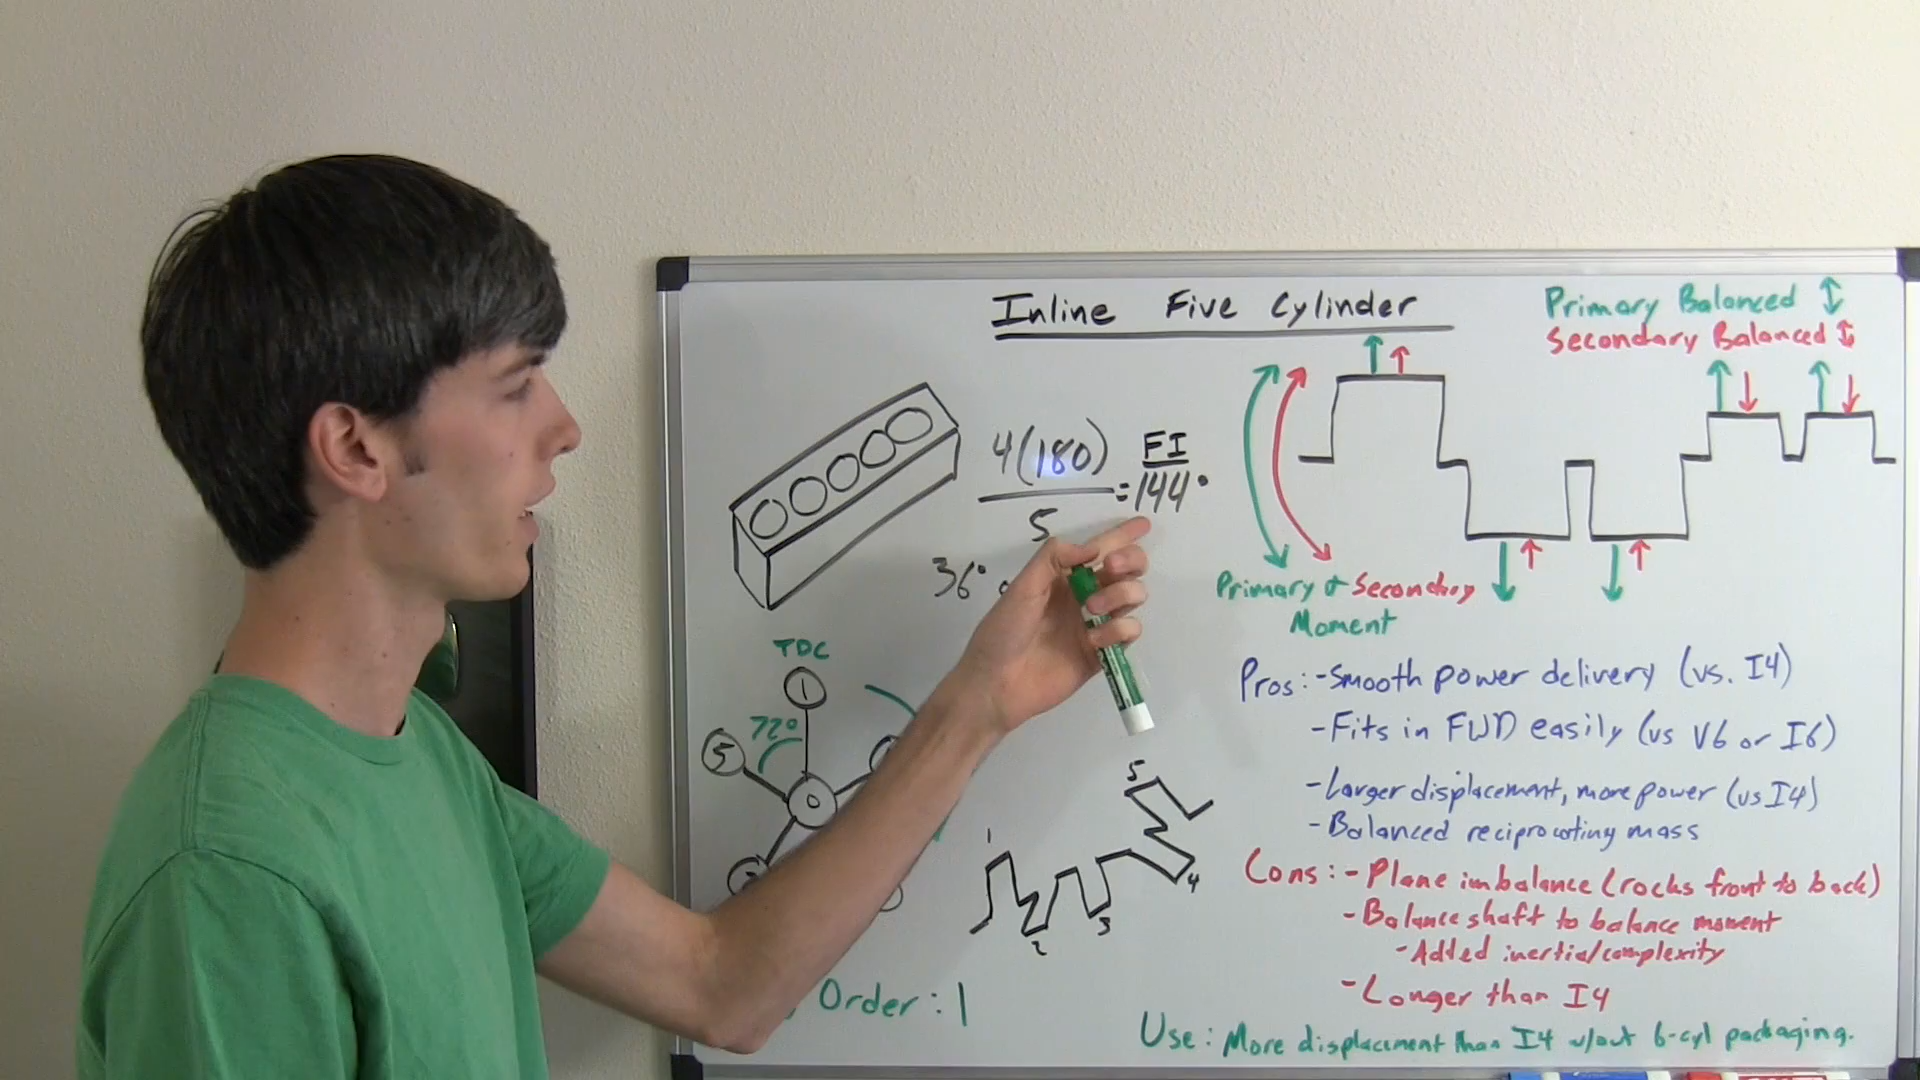 Inline Five Cylinder
Primary Balanced
Secondary Balanced
4(180)
5
=
FI
144°
36°
Primary & Secondary
Moment
TDC
1
72°
5
0
Pros: -Smooth power delivery (vs. I4)
-Fits in FWD easily (vs V6 or I6)
-Larger displacement, more power (vs I4)
-Balanced reciprocating mass
Cons: -Plane imbalance (rocks front to back)
-Balance shaft to balance moment
-Added inertia/complexity
-Longer than I4
1
2
3
4
5
Order: 1
Use: More displacement than I4 w/out 6-cyl packaging.